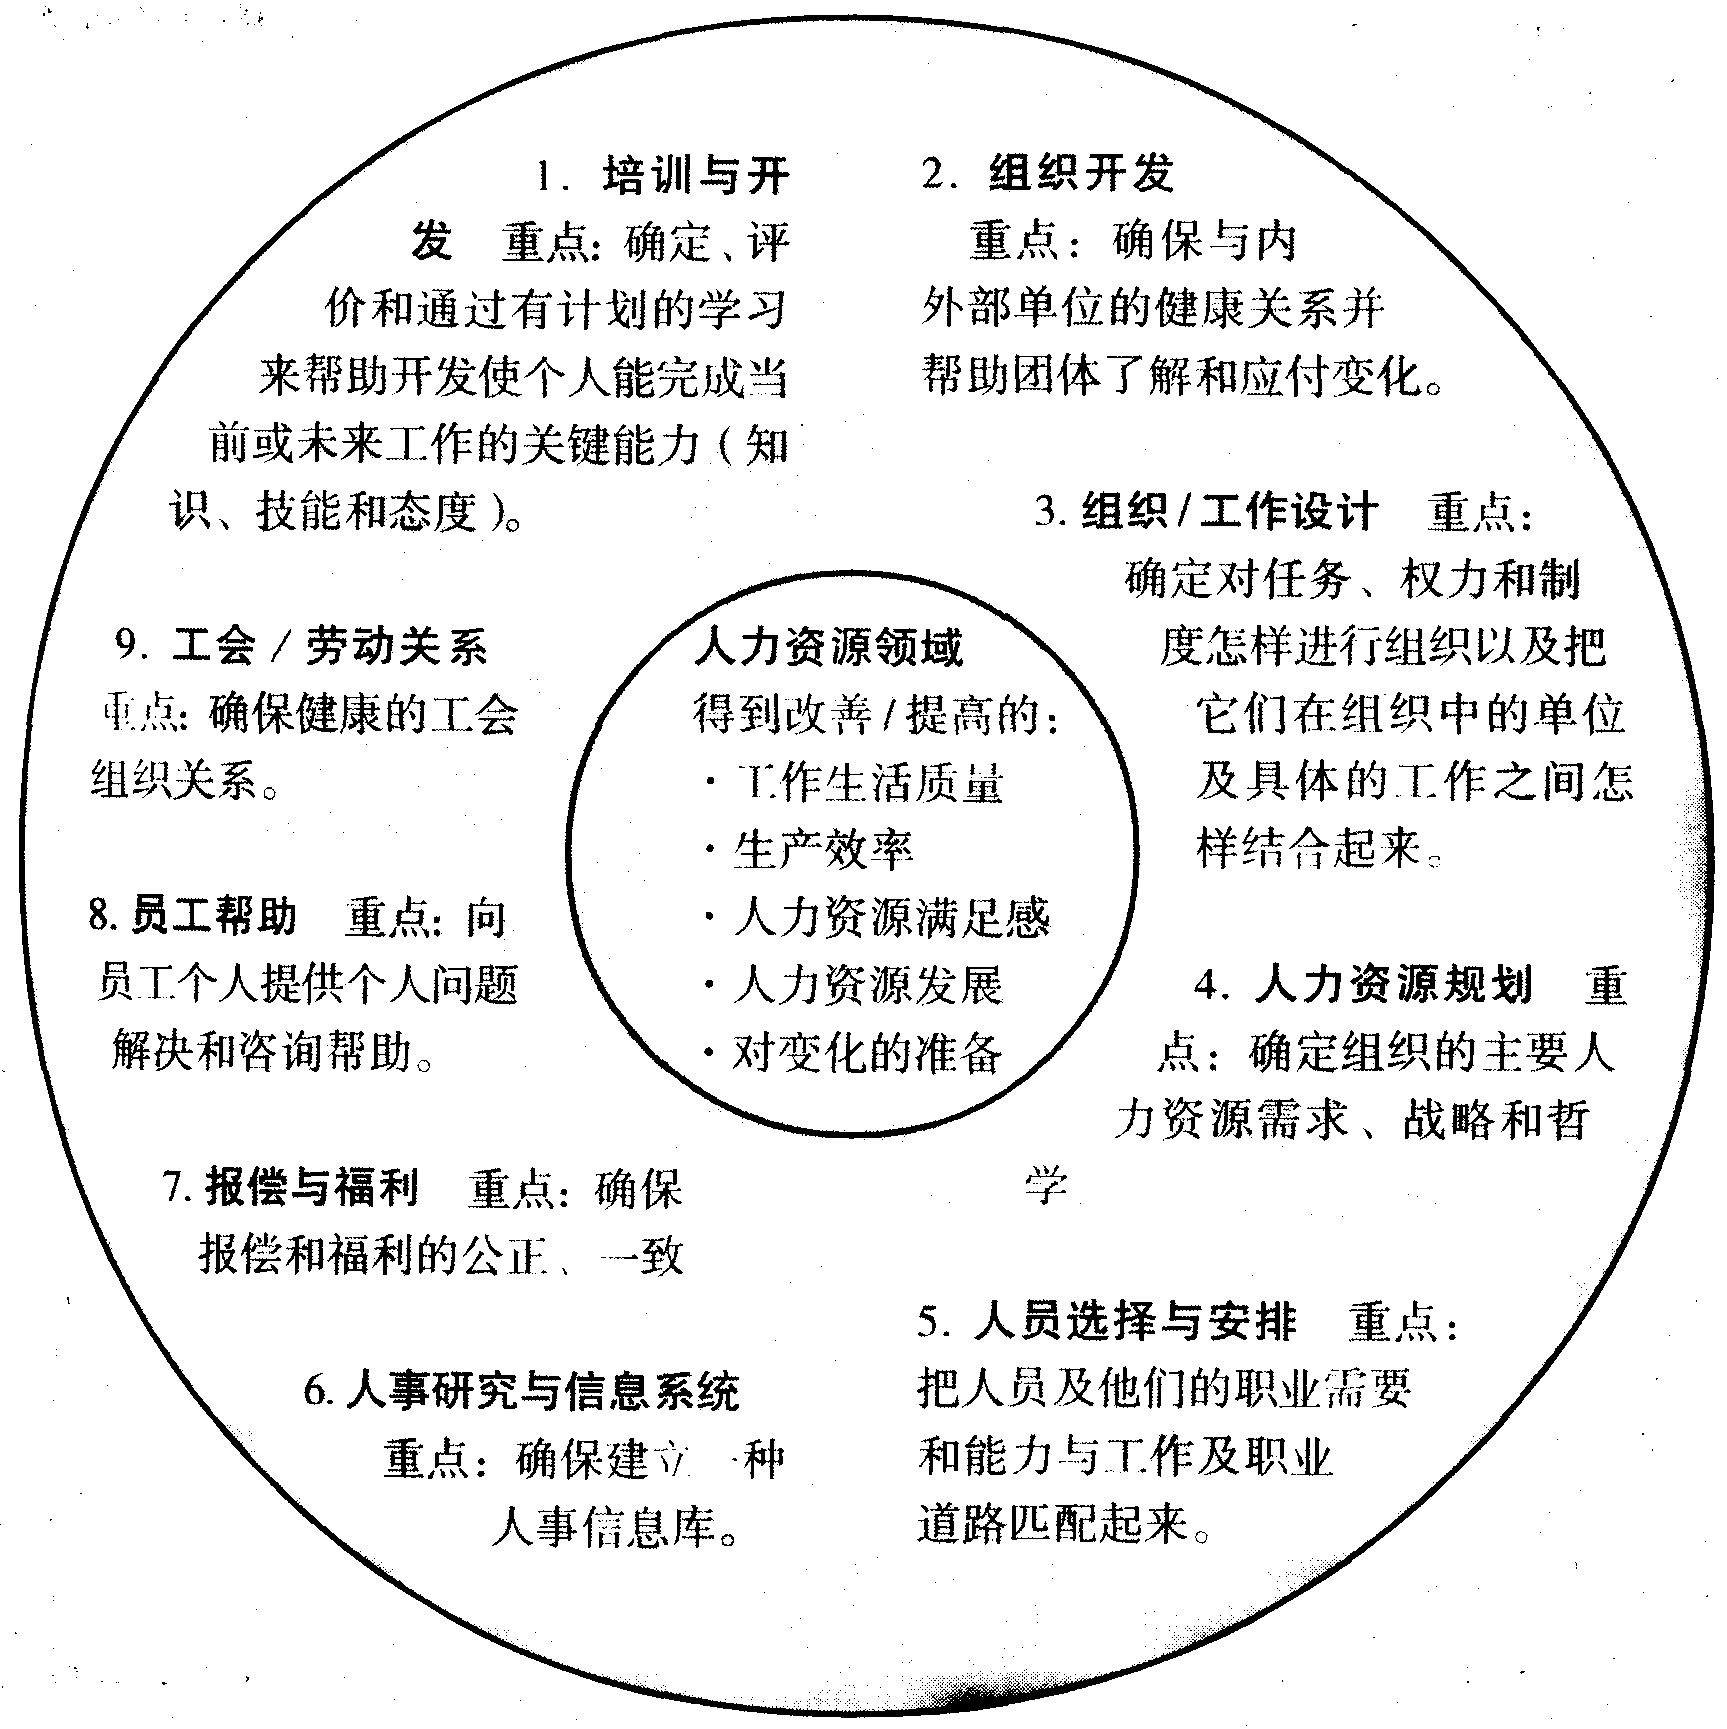 1. 培训与开
发 重点: 确定、评
价和通过有计划的学习
来帮助开发使个人能完成当
前或未来工作的关键能力 (知
识、技能和态度)。
2. 组织开发
重点: 确保与内
外部单位的健康关系并
帮助团体了解和应付变化。
3. 组织/工作设计 重点:
确定对任务、权力和制
度怎样进行组织以及把
它们在组织中的单位
及具体的工作之间怎
样结合起来。
4. 人力资源规划 重
点: 确定组织的主要人
力资源需求、战略和哲
学
5. 人员选择与安排 重点:
把人员及他们的职业需要
和能力与工作及职业
道路匹配起来。
6. 人事研究与信息系统
重点: 确保建立一种
人事信息库。
7. 报偿与福利 重点: 确保
报偿和福利的公正、一致
8. 员工帮助 重点: 向
员工个人提供个人问题
解决和咨询帮助。
9. 工会 / 劳动关系
重点: 确保健康的工会
组织关系。
人力资源领域
得到改善/提高的:
· 工作生活质量
· 生产效率
· 人力资源满足感
· 人力资源发展
· 对变化的准备